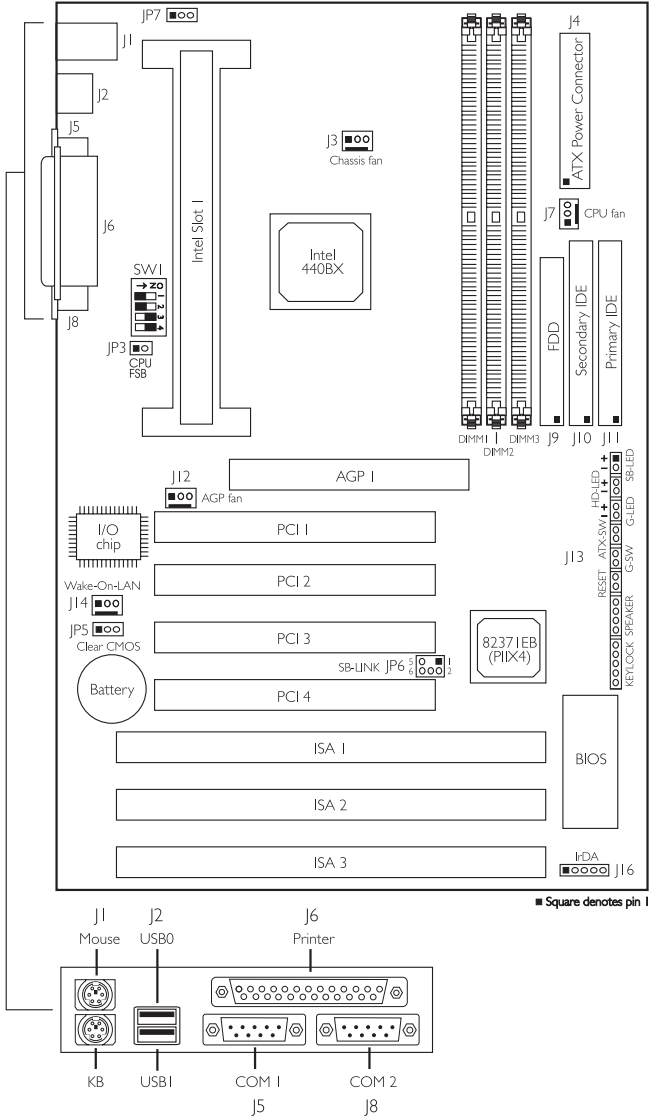 JP7
J1
J2
J5
J6
J8
Intel Slot 1
J3
Chassis fan
Intel
440BX
SW1
ON
1
2
3
4
JP3
CPU
FSB
J4
ATX Power Connector
J7
CPU fan
FDD
Secondary IDE
Primary IDE
DIMM1
DIMM2
DIMM3
J9
J10
J11
J12
AGP fan
AGP 1
I/O
chip
PCI 1
PCI 2
PCI 3
PCI 4
Wake-On-LAN
J14
JP5
Clear CMOS
Battery
SB-LINK
JP6
5
6
1
2
82371EB
(PIIX4)
J13
+
−
+
−
+
−
HD-LED
ATX-SW
RESET
SB-LED
G-LED
G-SW
SPEAKER
KEYLOCK
ISA 1
ISA 2
ISA 3
BIOS
IrDA
J16
Square denotes pin 1
J1
Mouse
J2
USB0
J6
Printer
KB
USB1
COM 1
J5
COM 2
J8